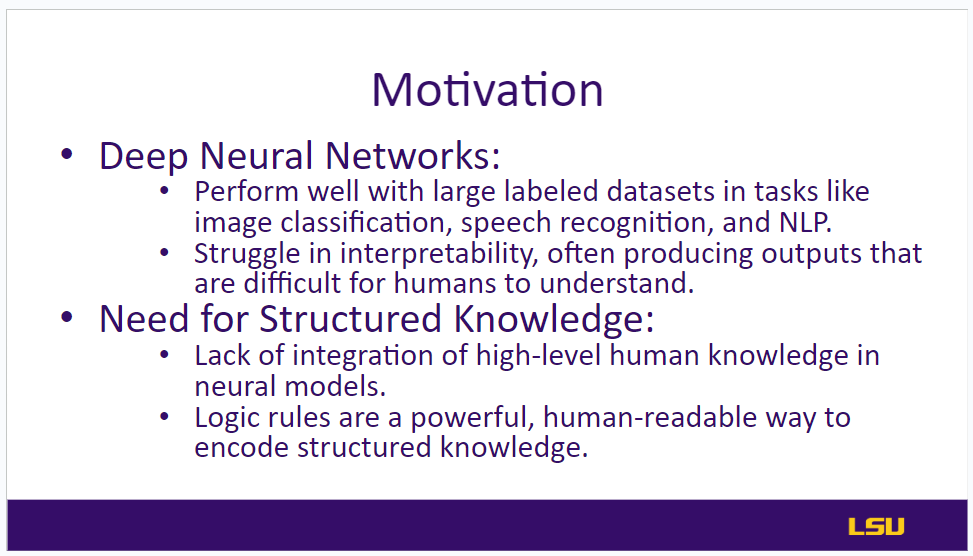 Motivation
• Deep Neural Networks:
• Perform well with large labeled datasets in tasks like
image classification, speech recognition, and NLP.
• Struggle in interpretability, often producing outputs that
are difficult for humans to understand.
• Need for Structured Knowledge:
• Lack of integration of high-level human knowledge in
neural models.
• Logic rules are a powerful, human-readable way to
encode structured knowledge.
LSU